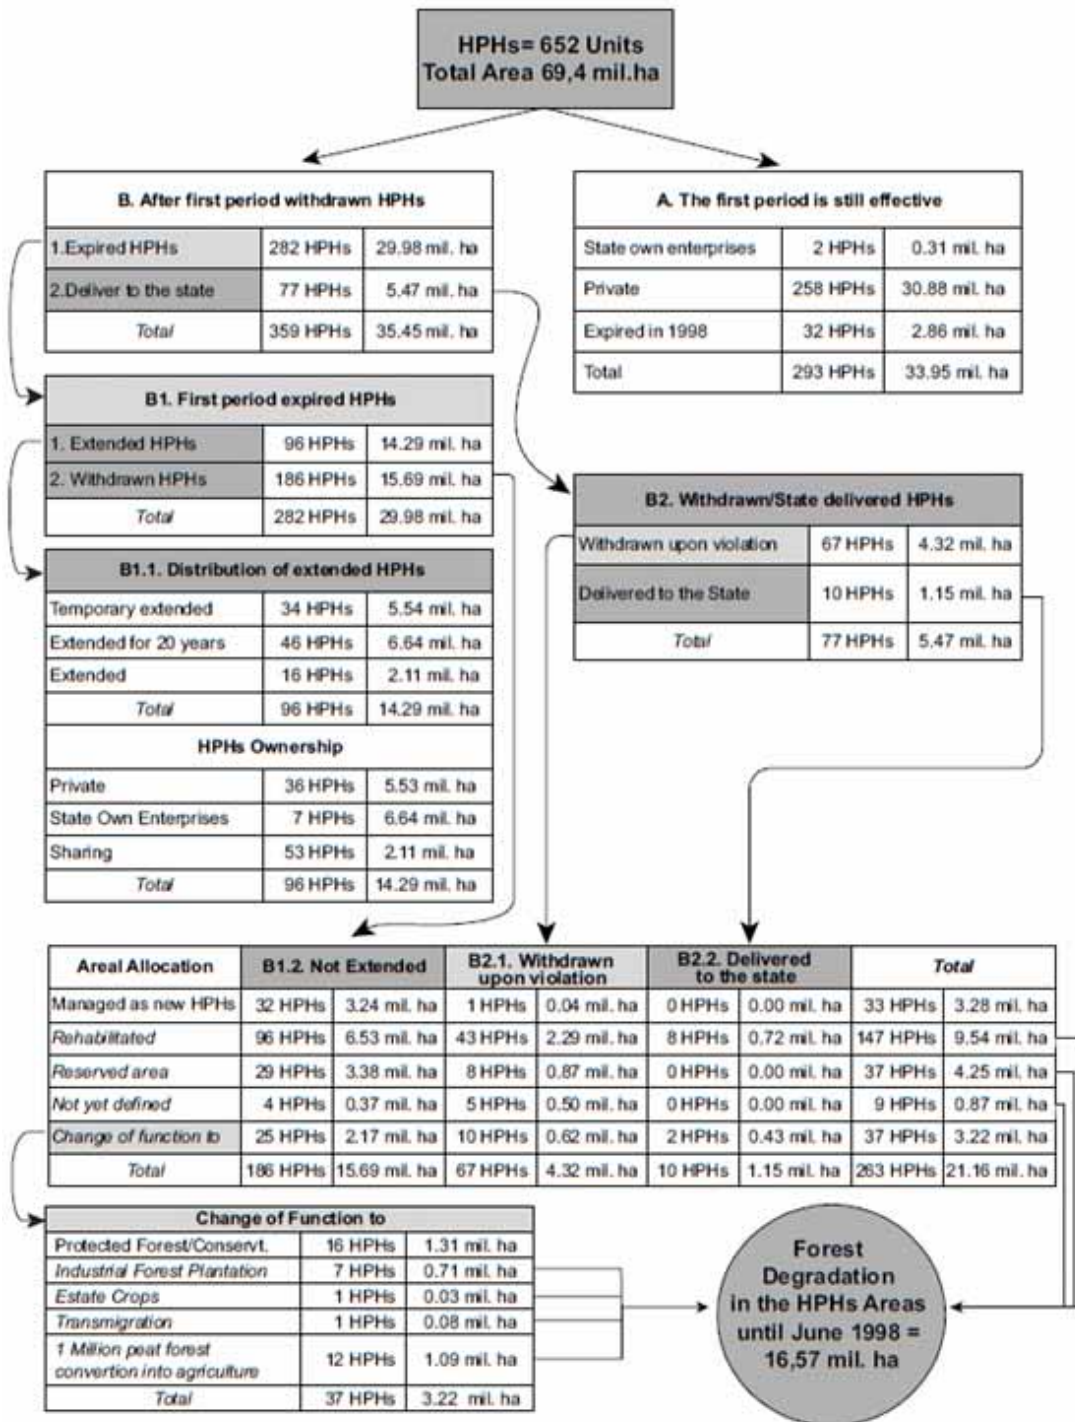 HPHs= 652 Units
Total Area 69,4 mil.ha
B. After first period withdrawn HPHs
1.Expired HPHs 282 HPHs 29.98 mil. ha
2.Deliver to the state 77 HPHs 5.47 mil. ha
Total 359 HPHs 35.45 mil. ha
A. The first period is still effective
State own enterprises 2 HPHs 0.31 mil. ha
Private 258 HPHs 30.88 mil. ha
Expired in 1998 32 HPHs 2.86 mil. ha
Total 293 HPHs 33.95 mil. ha
B1. First period expired HPHs
1. Extended HPHs 96 HPHs 14.29 mil. ha
2. Withdrawn HPHs 186 HPHs 15.69 mil. ha
Total 282 HPHs 29.98 mil. ha
B2. Withdrawn/State delivered HPHs
Withdrawn upon violation 67 HPHs 4.32 mil. ha
Delivered to the State 10 HPHs 1.15 mil. ha
Total 77 HPHs 5.47 mil. ha
B1.1. Distribution of extended HPHs
Temporary extended 34 HPHs 5.54 mil. ha
Extended for 20 years 46 HPHs 6.64 mil. ha
Extended 16 HPHs 2.11 mil. ha
Total 96 HPHs 14.29 mil. ha
HPHs Ownership
Private 36 HPHs 5.53 mil. ha
State Own Enterprises 7 HPHs 6.64 mil. ha
Sharing 53 HPHs 2.11 mil. ha
Total 96 HPHs 14.29 mil. ha
Areal Allocation B1.2. Not Extended B2.1. Withdrawn upon violation B2.2. Delivered to the state Total
Managed as new HPHs 32 HPHs 3.24 mil. ha 1 HPHs 0.04 mil. ha 0 HPHs 0.00 mil. ha 33 HPHs 3.28 mil. ha
Rehabilitated 96 HPHs 6.53 mil. ha 43 HPHs 2.29 mil. ha 8 HPHs 0.72 mil. ha 147 HPHs 9.54 mil. ha
Reserved area 29 HPHs 3.38 mil. ha 8 HPHs 0.87 mil. ha 0 HPHs 0.00 mil. ha 37 HPHs 4.25 mil. ha
Not yet defined 4 HPHs 0.37 mil. ha 5 HPHs 0.50 mil. ha 0 HPHs 0.00 mil. ha 9 HPHs 0.87 mil. ha
Change of function to 25 HPHs 2.17 mil. ha 10 HPHs 0.62 mil. ha 2 HPHs 0.43 mil. ha 37 HPHs 3.22 mil. ha
Total 186 HPHs 15.69 mil. ha 67 HPHs 4.32 mil. ha 10 HPHs 1.15 mil. ha 263 HPHs 21.16 mil. ha
Change of Function to
Protected Forest/Conservt. 16 HPHs 1.31 mil. ha
Industrial Forest Plantation 7 HPHs 0.71 mil. ha
Estate Crops 1 HPHs 0.03 mil. ha
Transmigration 1 HPHs 0.08 mil. ha
1 Million peat forest
convertion into agriculture 12 HPHs 1.09 mil. ha
Total 37 HPHs 3.22 mil. ha
Forest
Degradation
in the HPHs Areas
until June 1998 =
16,57 mil. ha